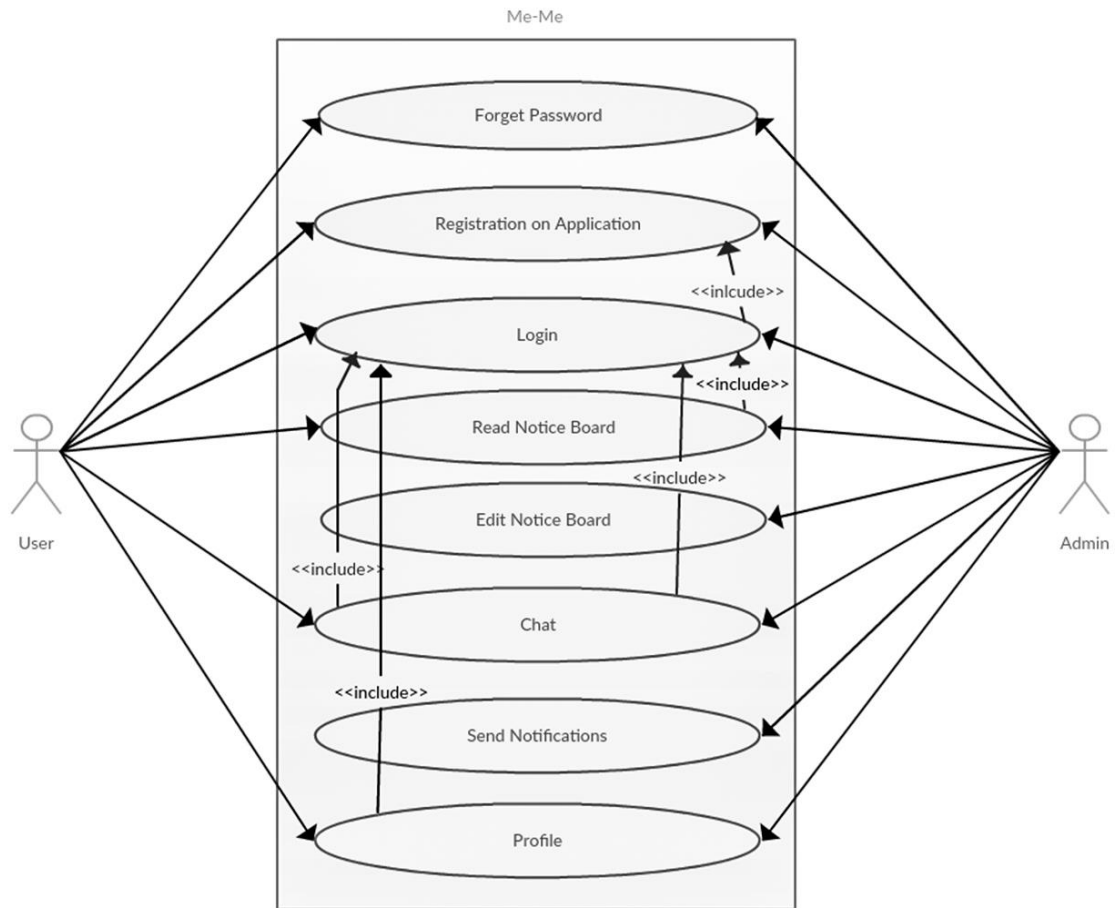 Me-Me
Forget Password
Registration on Application
<<inlcude>>
Login
<<include>>
Read Notice Board
<<include>>
Edit Notice Board
User
Admin
<<include>>
Chat
<<include>>
Send Notifications
Profile